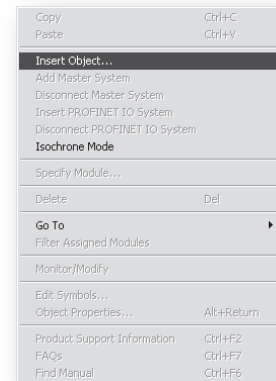 Copy Ctrl+C
Paste Ctrl+V
Insert Object...
Add Master System
Disconnect Master System
Insert PROFINET IO System
Disconnect PROFINET IO System
Isochrone Mode
Specify Module...
Delete Del
Go To
Filter Assigned Modules
Monitor/Modify
Edit Symbols...
Object Properties... Alt+Return
Product Support Information Ctrl+F2
FAQs Ctrl+F7
Find Manual Ctrl+F6